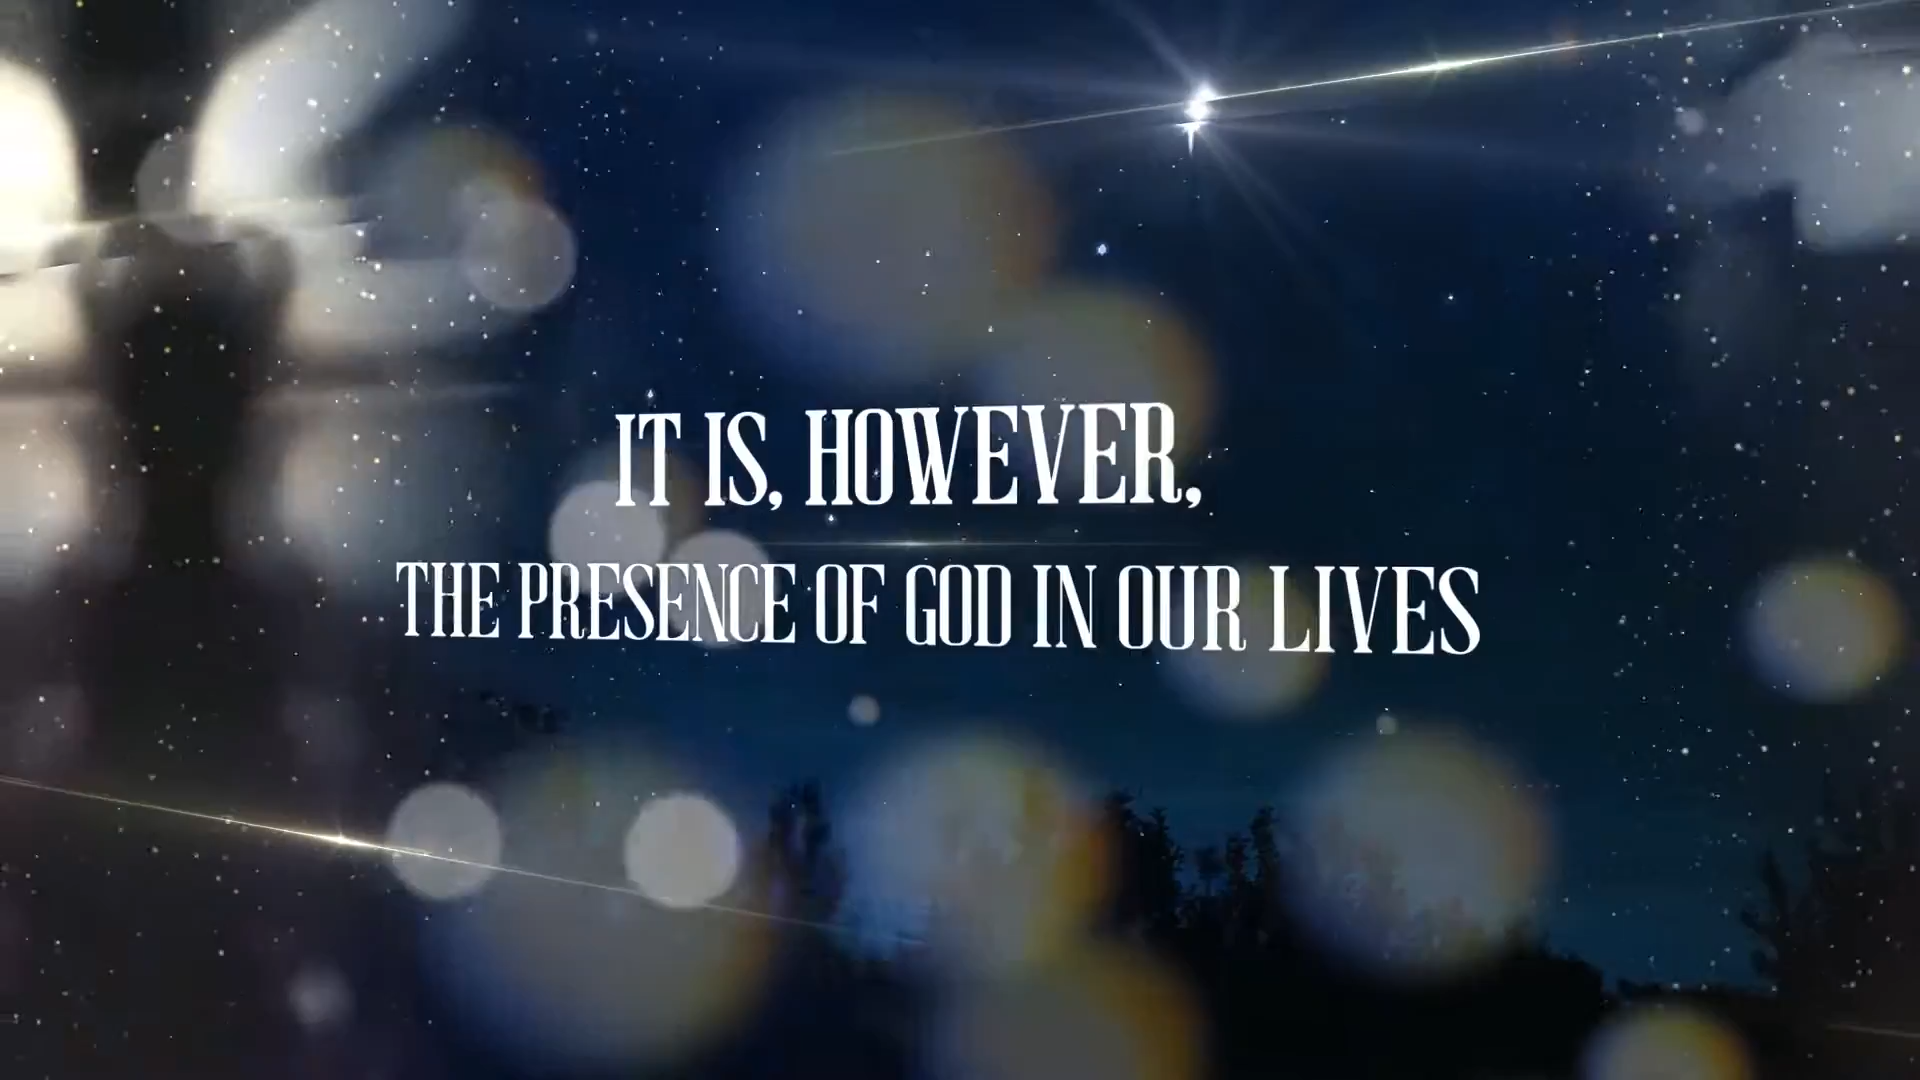 IT IS, HOWEVER,
THE PRESENCE OF GOD IN OUR LIVES